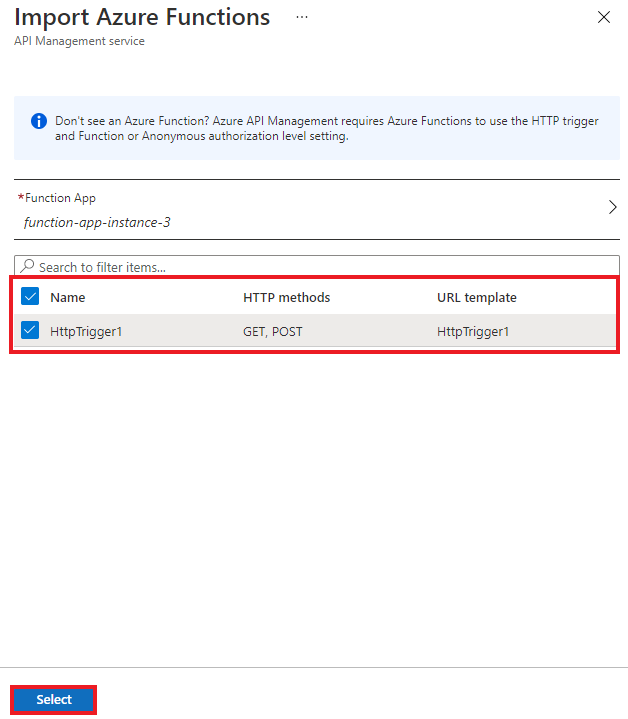 Import Azure Functions ...
API Management service
Don't see an Azure Function? Azure API Management requires Azure Functions to use the HTTP trigger
and Function or Anonymous authorization level setting.
*Function App
function-app-instance-3
Search to filter items...
Name HTTP methods URL template
HttpTrigger1 GET, POST HttpTrigger1
Select